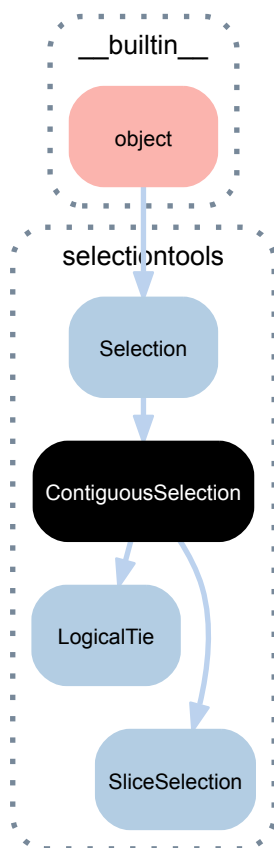 __builtin__
object
selectiontools
Selection
ContiguousSelection
LogicalTie
SliceSelection